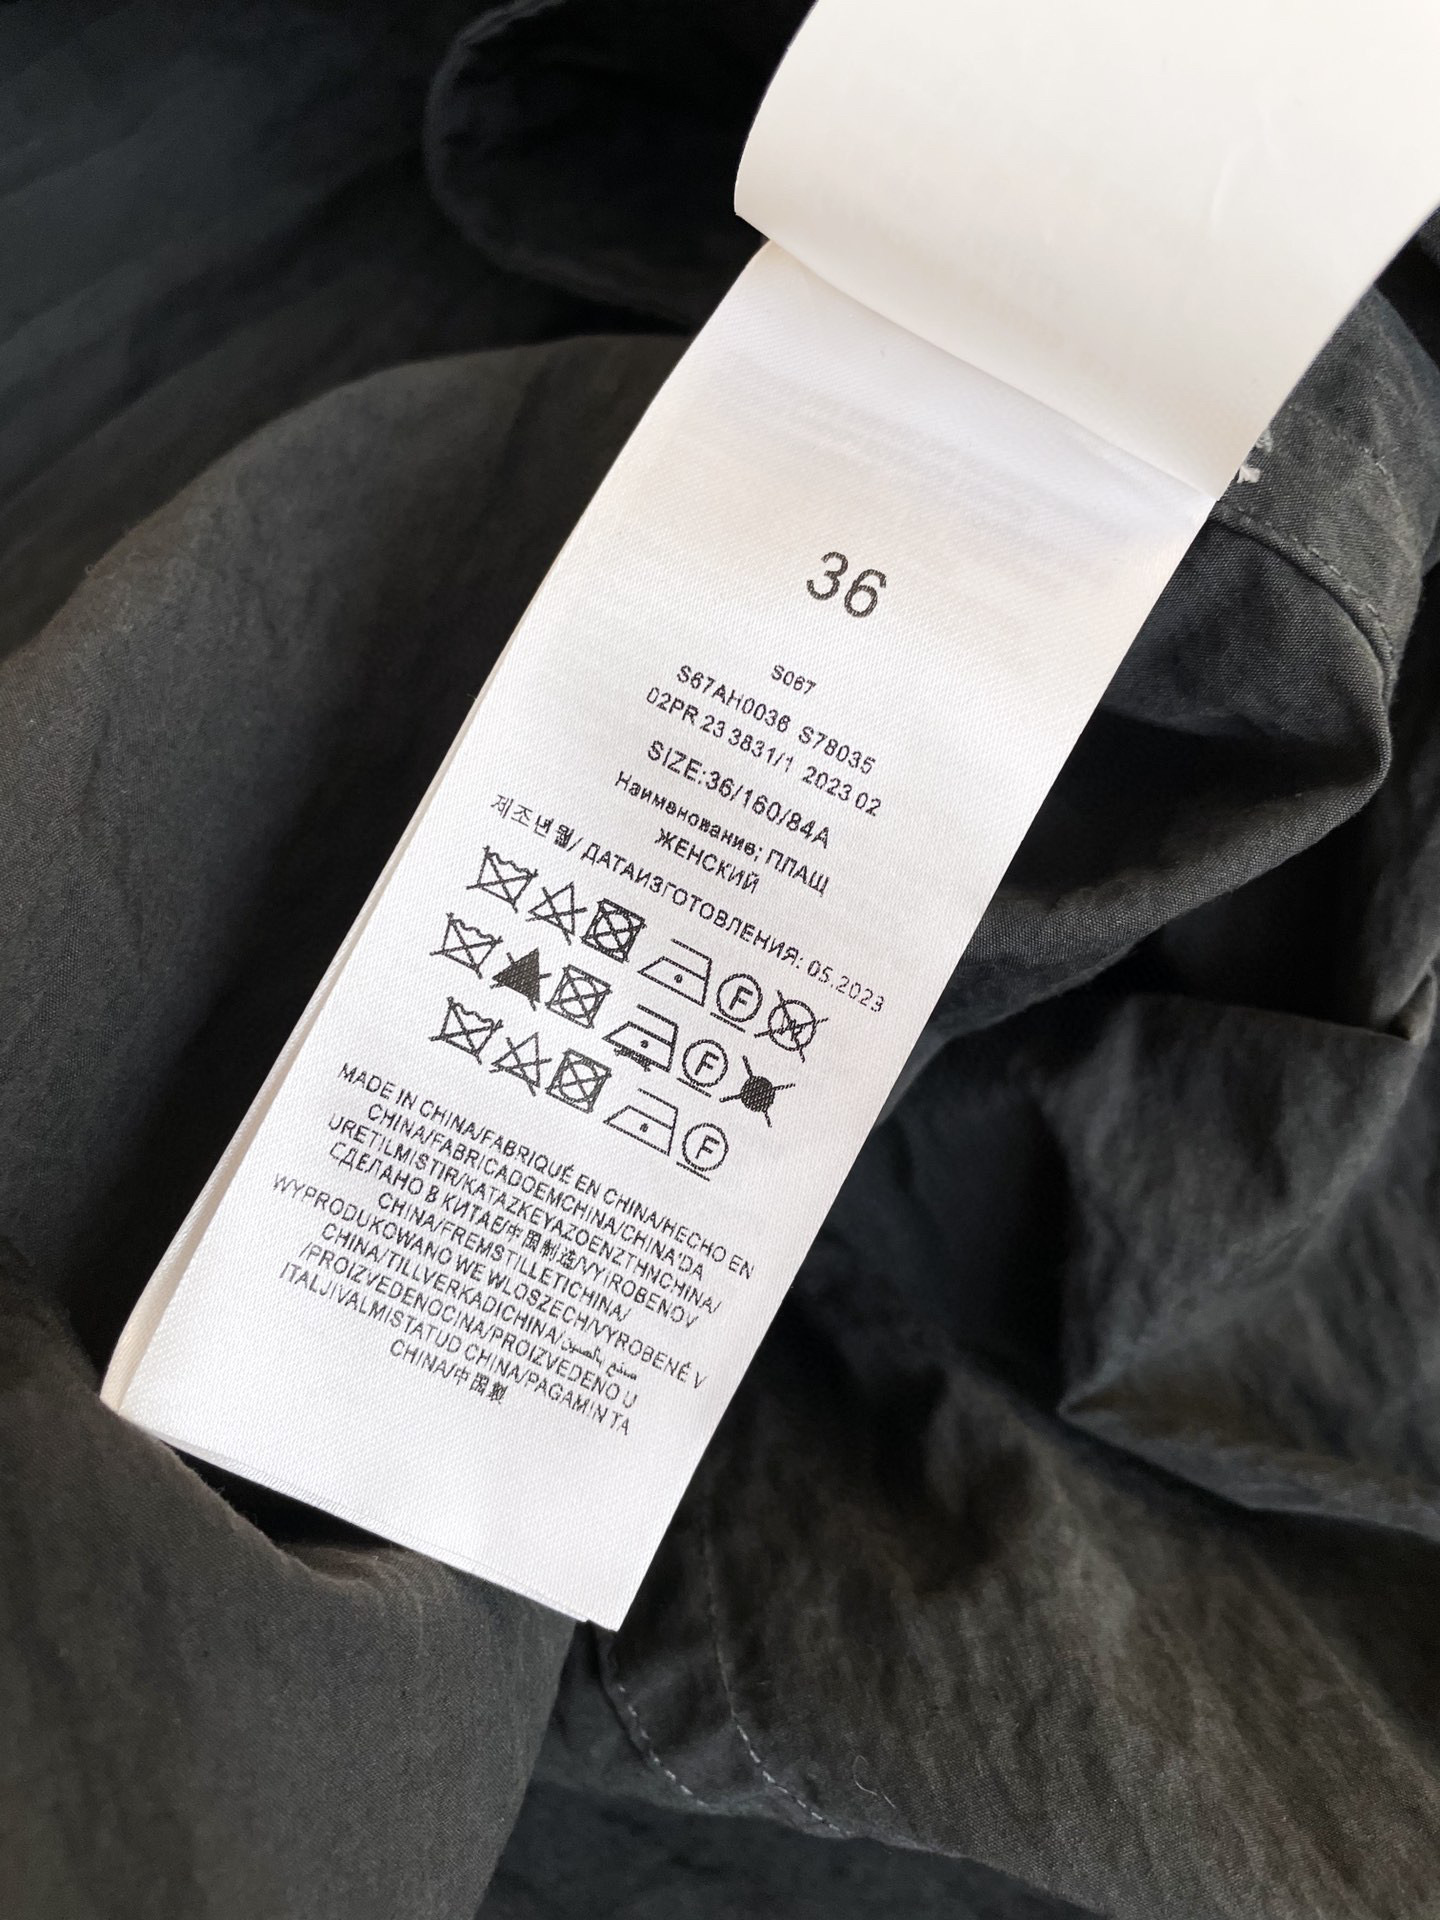 36
S067
S67AH0036 S78035
02PR 23 3831/1 2023 02
SIZE:36/160/84A
Наименование; ПЛАЩ
ЖЕНСКИЙ
제조년월/ ДАТАИЗГОТОВЛЕНИЯ: 05.2023
F W
F
F
MADE IN CHINA/FABRIQUÉ EN CHINA/HECHO EN
CHINA/FABRICADOEMCHINA/CHINA'DA
URETILMISTIR/KATAZKEYAZOENZTHNCHINA/
СДЕЛАНО В КИТАЕ/中国制造/VYROBENOV
CHINA/FREMSTILLETICHINA/
WYPRODUKOWANO WE WLOSZECH/VYROBENÉ V
CHINA/TILLVERKADICHINA/صنع بالصين
/PROIZVEDENOCINA/PROIZVEDENO U
ITALJIVALMISTATUD CHINA/PAGAMIN TA
CHINA/中国製